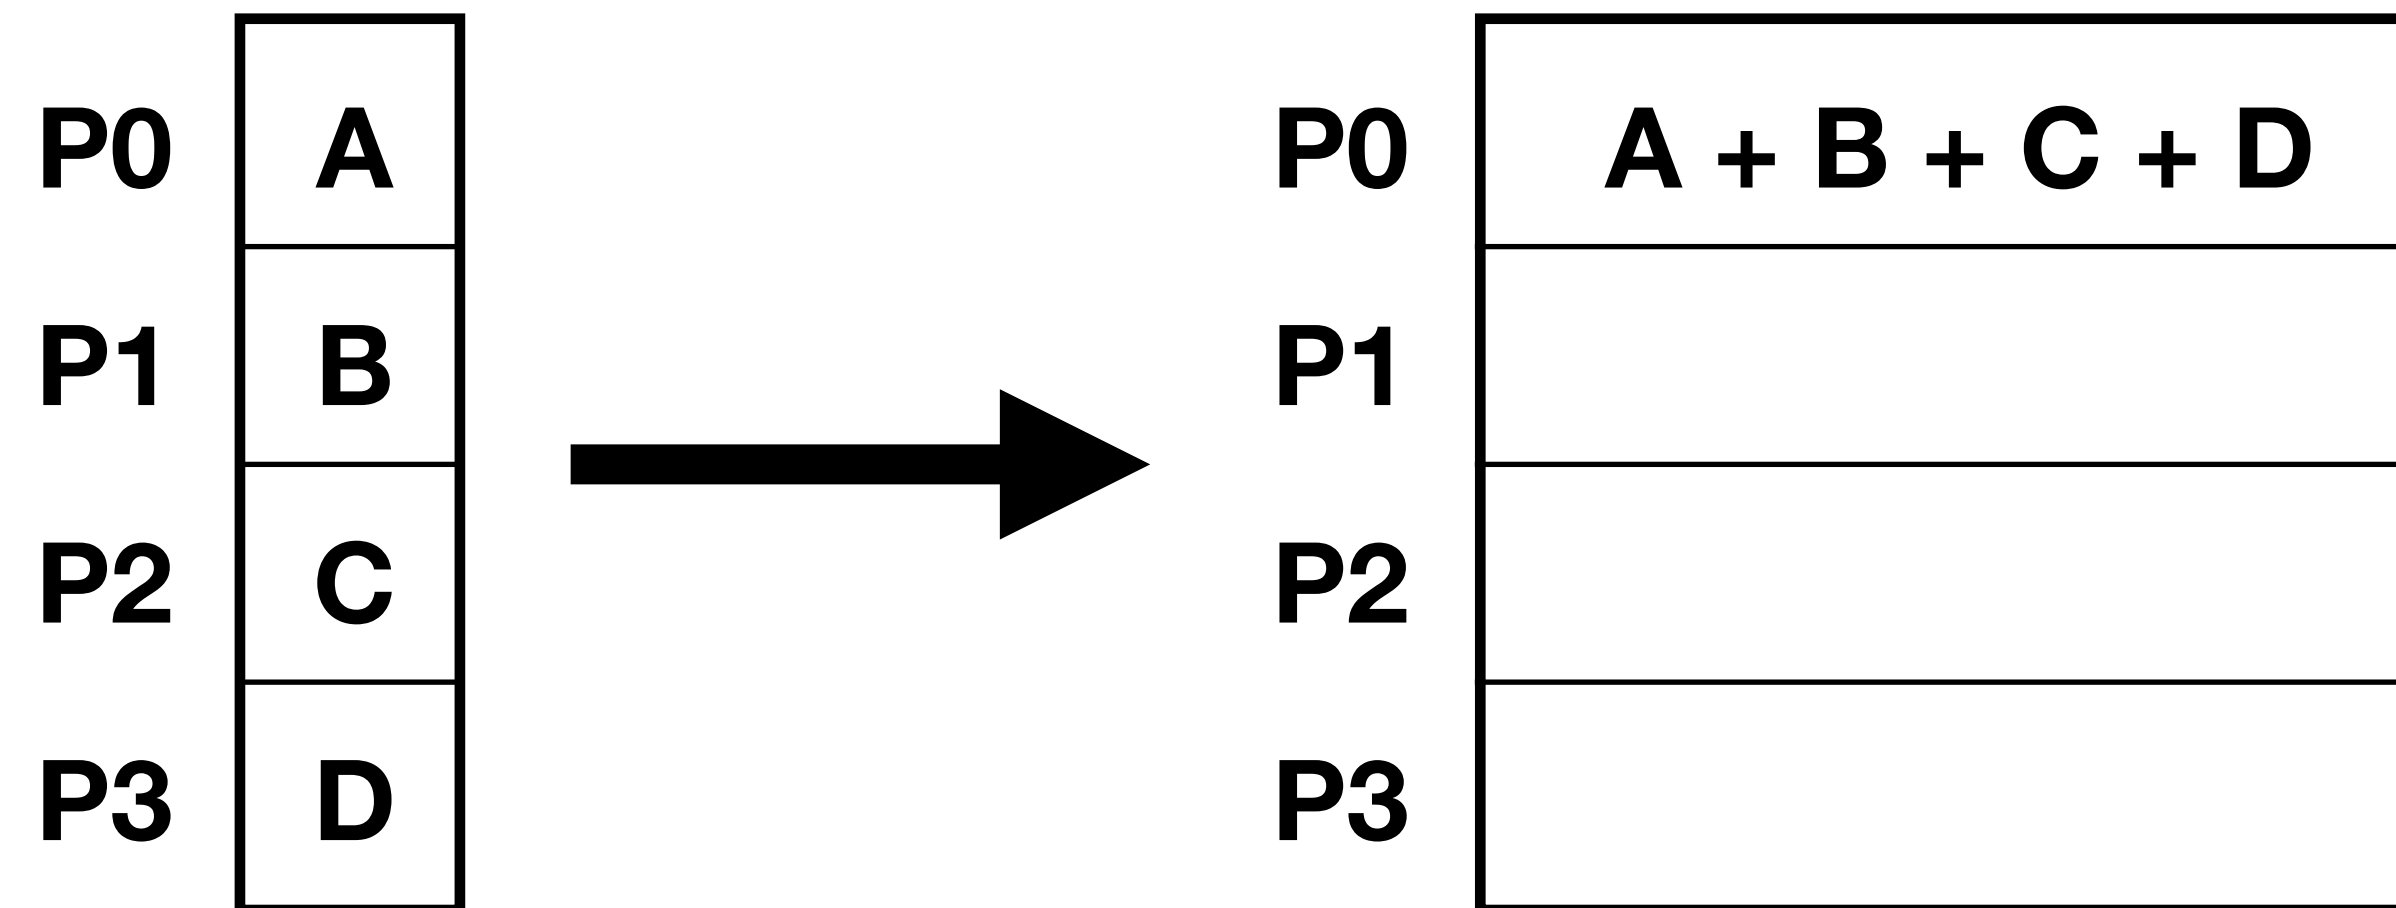 P0 A P0 A + B + C + D
P1 B P1
P2 C P2
P3 D P3